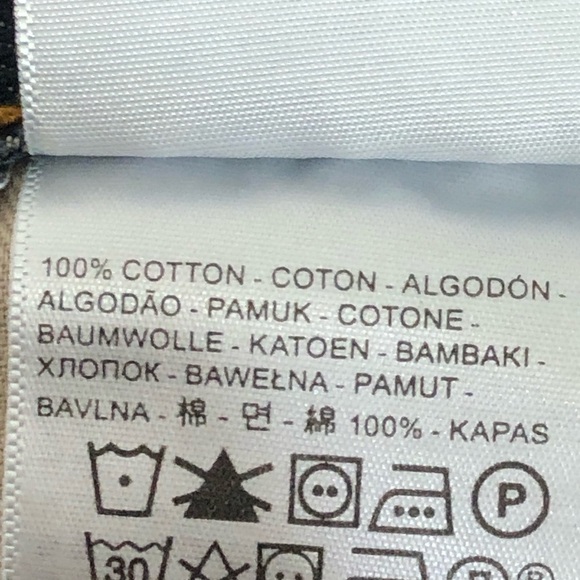 100% COTTON - COTON - ALGODÓN -
ALGODÃO - PAMUK - COTONE -
BAUMWOLLE - KATOEN - BAMBAKI -
ХЛОПОК - BAWEŁNA - PAMUT -
BAVLNA - 棉 - 면 - 綿 100% - KAPAS
P
30